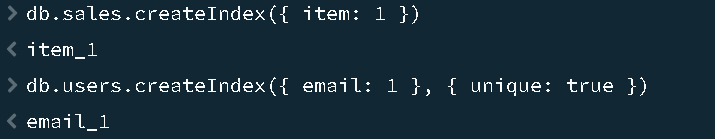 > db.sales.createIndex({ item: 1 })
< item_1
> db.users.createIndex({ email: 1 }, { unique: true })
< email_1